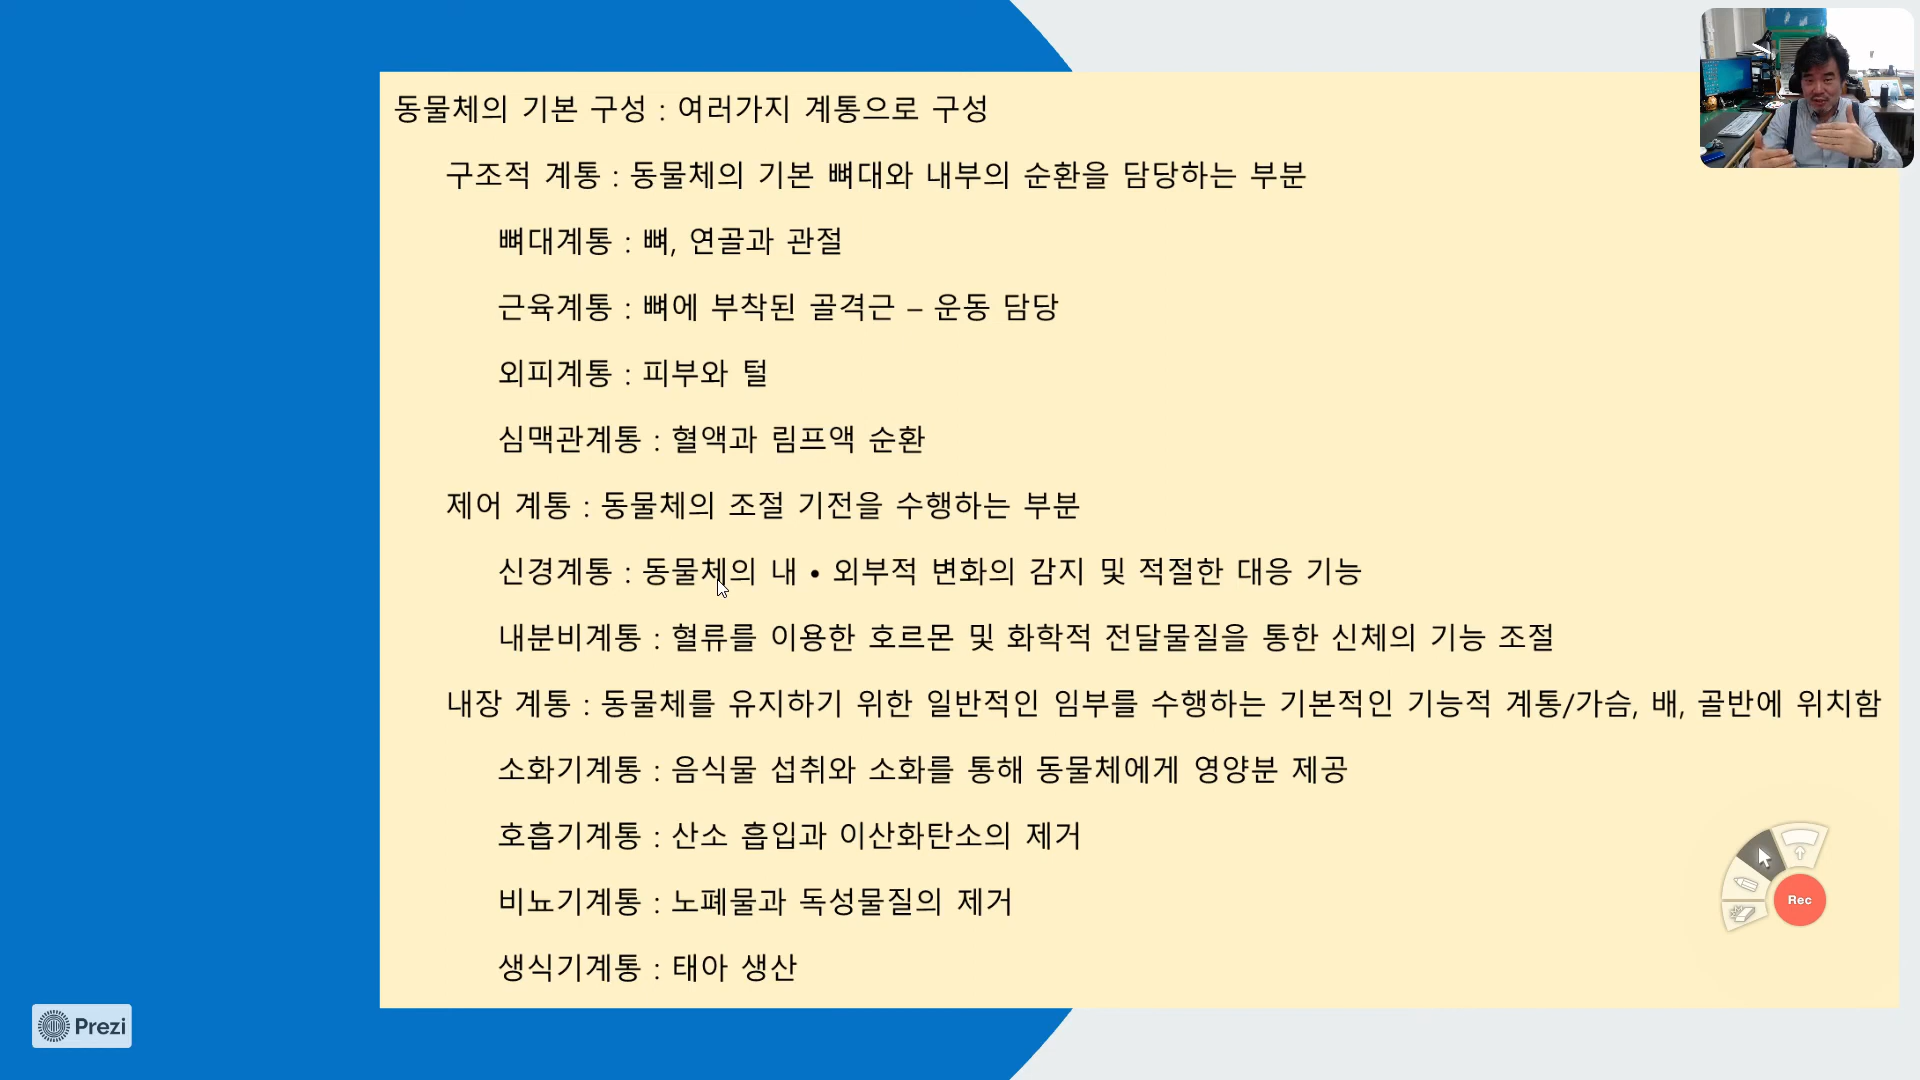 동물체의 기본 구성 : 여러가지 계통으로 구성
구조적 계통 : 동물체의 기본 뼈대와 내부의 순환을 담당하는 부분
뼈대계통 : 뼈, 연골과 관절
근육계통 : 뼈에 부착된 골격근 – 운동 담당
외피계통 : 피부와 털
심맥관계통 : 혈액과 림프액 순환
제어 계통 : 동물체의 조절 기전을 수행하는 부분
신경계통 : 동물체의 내 • 외부적 변화의 감지 및 적절한 대응 기능
내분비계통 : 혈류를 이용한 호르몬 및 화학적 전달물질을 통한 신체의 기능 조절
내장 계통 : 동물체를 유지하기 위한 일반적인 임부를 수행하는 기본적인 기능적 계통/가슴, 배, 골반에 위치함
소화기계통 : 음식물 섭취와 소화를 통해 동물체에게 영양분 제공
호흡기계통 : 산소 흡입과 이산화탄소의 제거
비뇨기계통 : 노폐물과 독성물질의 제거
생식기계통 : 태아 생산
Rec
Prezi